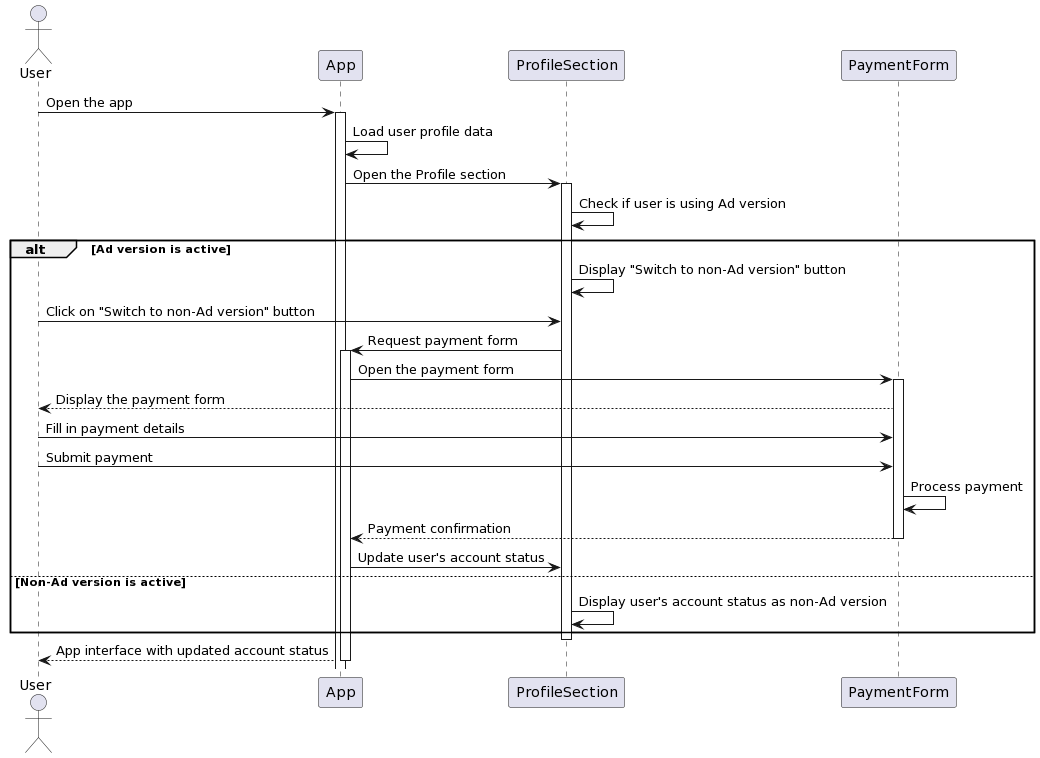 User
App
ProfileSection
PaymentForm
Open the app
Load user profile data
Open the Profile section
Check if user is using Ad version
alt
[Ad version is active]
Display "Switch to non-Ad version" button
Click on "Switch to non-Ad version" button
Request payment form
Open the payment form
Display the payment form
Fill in payment details
Submit payment
Process payment
Payment confirmation
Update user's account status
[Non-Ad version is active]
Display user's account status as non-Ad version
App interface with updated account status
User
App
ProfileSection
PaymentForm